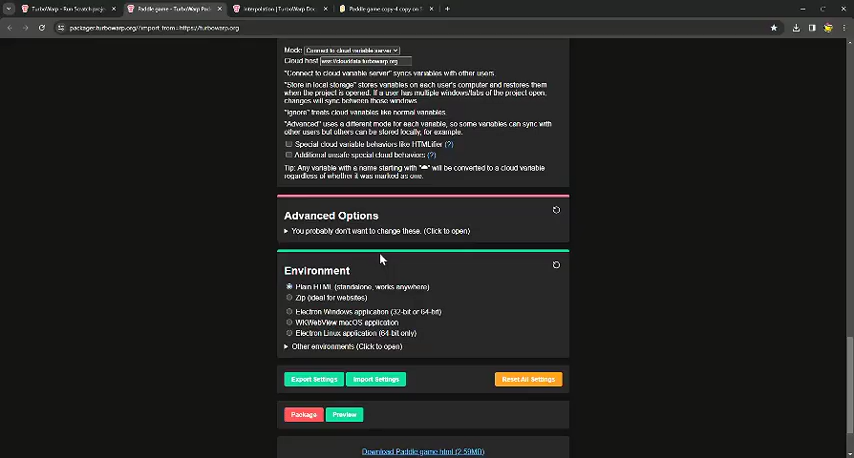 TurboWarp - Run Scratch proje
Paddle game - TurboWarp Pac
Interpolation | TurboWarp Doc
Paddle game copy-4 copy on S
packager.turbowarp.org/?import_from=https://turbowarp.org
Mode: Connect to cloud variable server
Cloud host wss://clouddata.turbowarp.org
"Connect to cloud variable server" syncs variables with other users
"Store in local storage" stores variables on each user's computer and restores them
when the project is opened. If a user has multiple windows/tabs of the project open,
changes will sync between those windows
"Ignore" treats cloud variables like normal variables.
"Advanced" uses a different mode for each variable, so some variables can sync with
other users but others can be stored locally, for example.
Special cloud variable behaviors like HTMLifier (?)
Additional unsafe special cloud behaviors (?)
Tip: Any variable with a name starting with "☁" will be converted to a cloud variable
regardless of whether it was marked as one.
Advanced Options
You probably don't want to change these. (Click to open)
Environment
Plain HTML (standalone, works anywhere)
Zip (ideal for websites)
Electron Windows application (32-bit or 64-bit)
WKWebView macOS application
Electron Linux application (64-bit only)
Other environments (Click to open)
Export Settings Import Settings Reset All Settings
Package Preview
Download Paddle game.html (2.59MB)